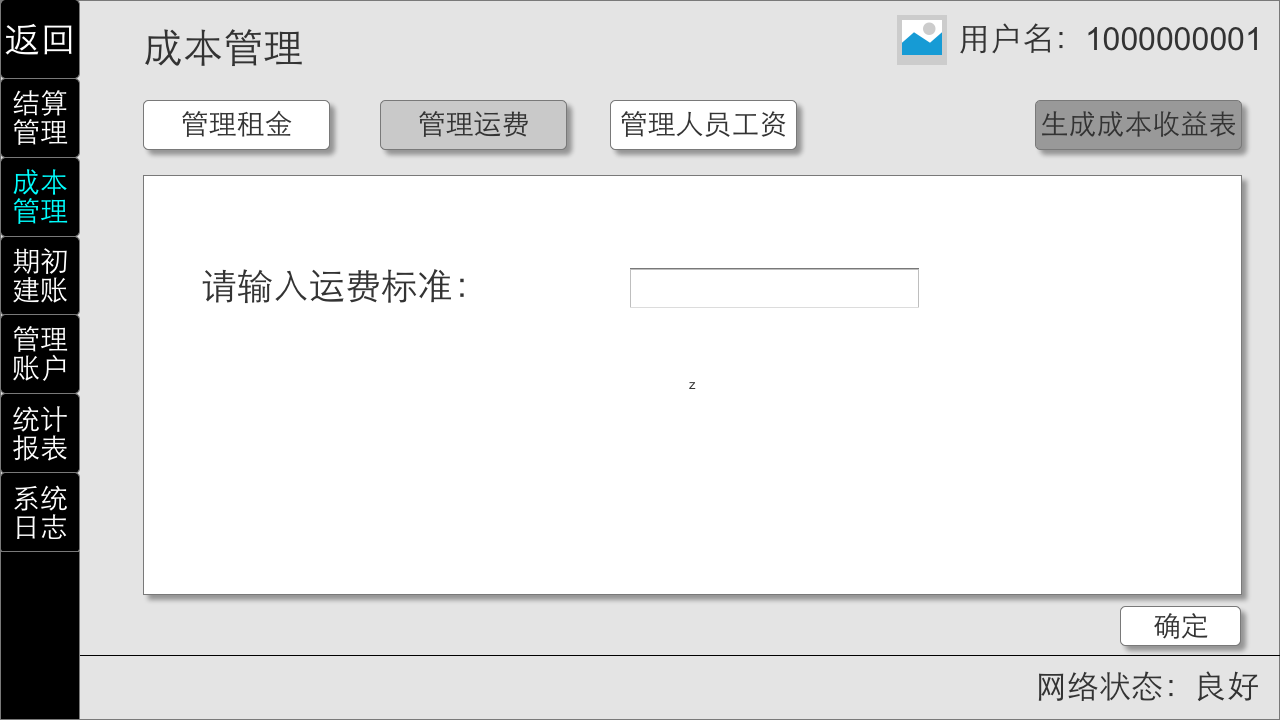 返回
成本管理
用户名：1000000001
结算
管理
成本
管理
期初
建账
管理
账户
统计
报表
系统
日志
管理租金
管理运费
管理人员工资
生成成本收益表
请输入运费标准：
z
确定
网络状态：良好